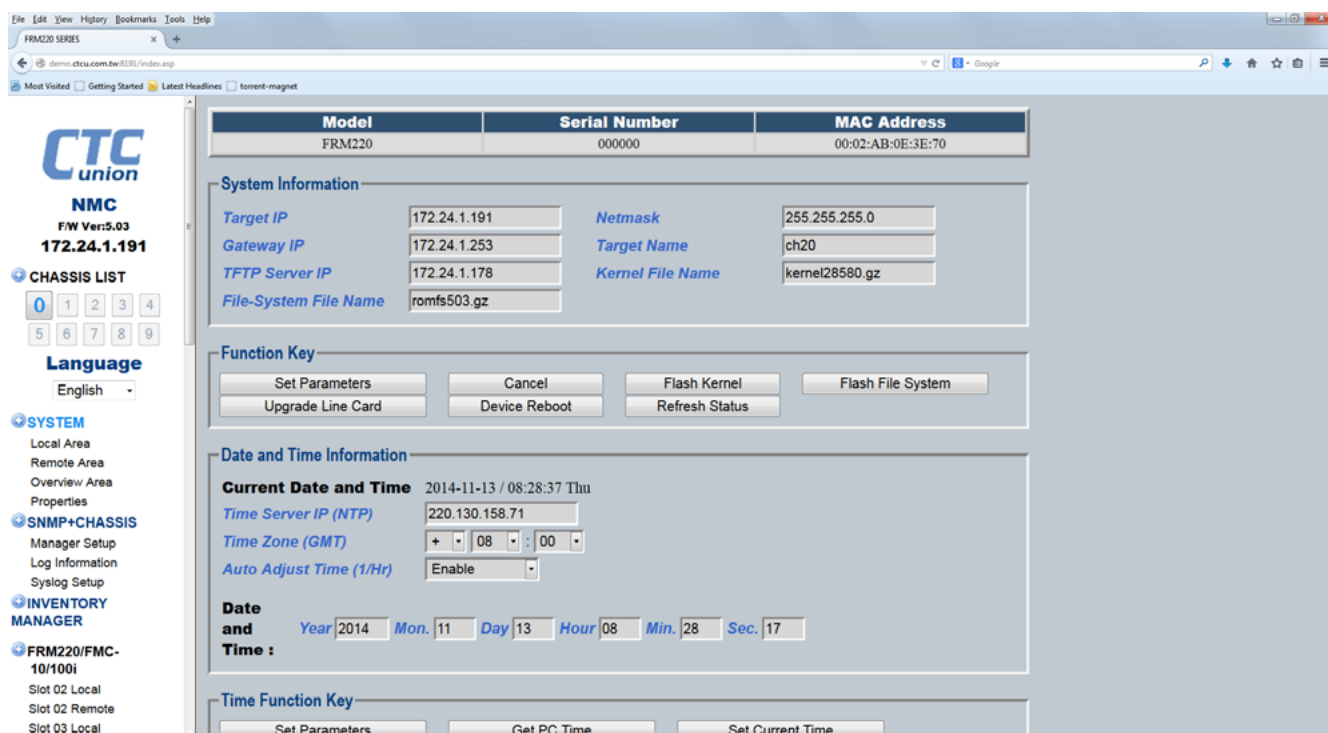 File Edit View History Bookmarks Tools Help
FRM220 SERIES × +
demo.ctcu.com.tw:8191/index.asp
8 - Google
Most Visited Getting Started Latest Headlines torrent-magnet
CTC
union
NMC
F/W Ver:5.03
172.24.1.191
CHASSIS LIST
0 1 2 3 4
5 6 7 8 9
Language
English
SYSTEM
Local Area
Remote Area
Overview Area
Properties
SNMP+CHASSIS
Manager Setup
Log Information
Syslog Setup
INVENTORY
MANAGER
FRM220/FMC-
10/100i
Slot 02 Local
Slot 02 Remote
Slot 03 Local
Model Serial Number MAC Address
FRM220 000000 00:02:AB:0E:3E:70
System Information
Target IP 172.24.1.191 Netmask 255.255.255.0
Gateway IP 172.24.1.253 Target Name ch20
TFTP Server IP 172.24.1.178 Kernel File Name kernel28580.gz
File-System File Name romfs503.gz
Function Key
Set Parameters Cancel Flash Kernel Flash File System
Upgrade Line Card Device Reboot Refresh Status
Date and Time Information
Current Date and Time 2014-11-13 / 08:28:37 Thu
Time Server IP (NTP) 220.130.158.71
Time Zone (GMT) + 08 : 00
Auto Adjust Time (1/Hr) Enable
Date
and Year 2014 Mon. 11 Day 13 Hour 08 Min. 28 Sec. 17
Time :
Time Function Key
Set Parameters Get PC Time Set Current Time